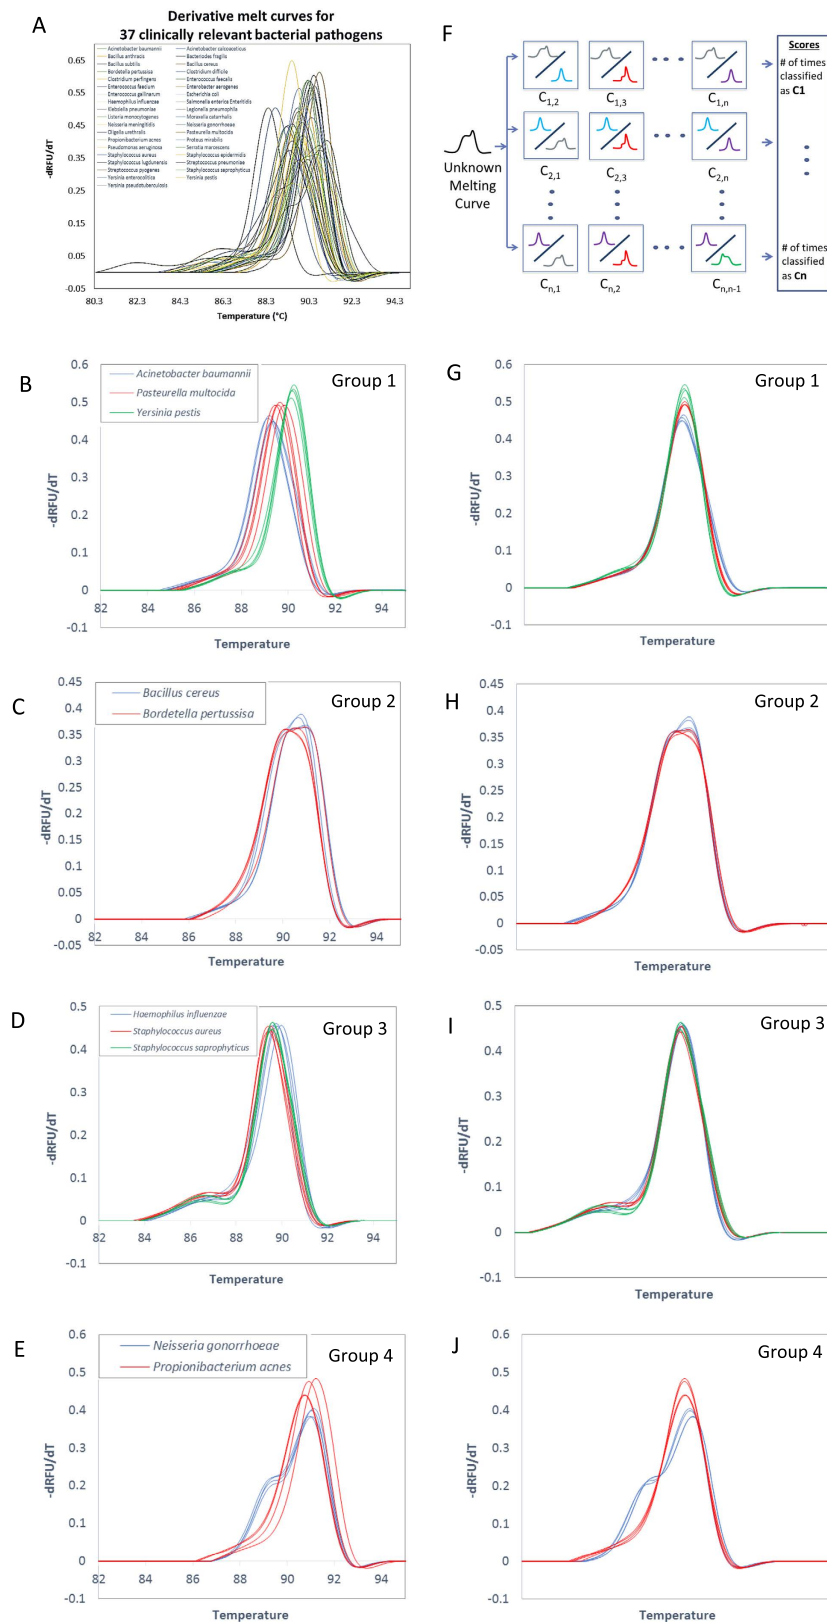 A
Derivative melt curves for
37 clinically relevant bacterial pathogens
-dRFU/dT
0.65
0.55
0.45
0.35
0.25
0.15
0.05
-0.05
Acinetobacter baumannii
Acinetobacter calcoaceticus
Bacillus anthracis
Bacteriodes fragilis
Bacillus subtilis
Bacillus cereus
Bordetella pertussisa
Clostridium difficile
Clostridium perfingens
Enterococcus faecalis
Enterococcus faecium
Enterobacter aerogenes
Enterococcus gallinarum
Escherichia coli
Haemophilus influenzae
Salmonella enterica Enteritidis
Klebsiella pneumoniae
Legionella pneumophila
Listeria monocytogenes
Moraxella catarrhalis
Neisseria meningitidis
Neisseria gonorrhoeae
Oligella urethralis
Pasteurella multocida
Propionibacterium acnes
Proteus mirabilis
Pseudomonas aeruginosa
Serratia marcescens
Staphylococcus aureus
Staphylococcus epidermidis
Staphylococcus lugdunensis
Streptococcus pneumoniae
Streptococcus pyogenes
Staphylococcus saprophyticus
Yersinia enterocolitica
Yersinia pestis
Yersinia pseudotuberculosis
80.3 82.3 84.3 86.3 88.3 90.3 92.3 94.3
Temperature (°C)
F
Unknown
Melting
Curve
C1,2
C1,3
C1,n
C2,1
C2,3
C2,n
Cn,1
Cn,2
Cn,n-1
Scores
# of times
classified
as C1
# of times
classified
as Cn
B
Group 1
Acinetobacter baumannii
Pasteurella multocida
Yersinia pestis
-dRFU/dT
0.6
0.5
0.4
0.3
0.2
0.1
0
-0.1
82 84 86 88 90 92 94
Temperature
G
Group 1
-dRFU/dT
0.6
0.5
0.4
0.3
0.2
0.1
0
-0.1
Temperature
C
Group 2
Bacillus cereus
Bordetella pertussisa
-dRFU/dT
0.45
0.4
0.35
0.3
0.25
0.2
0.15
0.1
0.05
0
-0.05
82 84 86 88 90 92 94
Temperature
H
Group 2
-dRFU/dT
0.45
0.4
0.35
0.3
0.25
0.2
0.15
0.1
0.05
0
-0.05
Temperature
D
Group 3
Haemophilus influenzae
Staphylococcus aureus
Staphylococcus saprophyticus
-dRFU/dT
0.5
0.4
0.3
0.2
0.1
0
-0.1
82 84 86 88 90 92 94
Temperature
I
Group 3
-dRFU/dT
0.5
0.4
0.3
0.2
0.1
0
-0.1
Temperature
E
Group 4
Neisseria gonorrhoeae
Propionibacterium acnes
-dRFU/dT
0.6
0.5
0.4
0.3
0.2
0.1
0
-0.1
82 84 86 88 90 92 94
Temperature
J
Group 4
-dRFU/dT
0.6
0.5
0.4
0.3
0.2
0.1
0
-0.1
Temperature